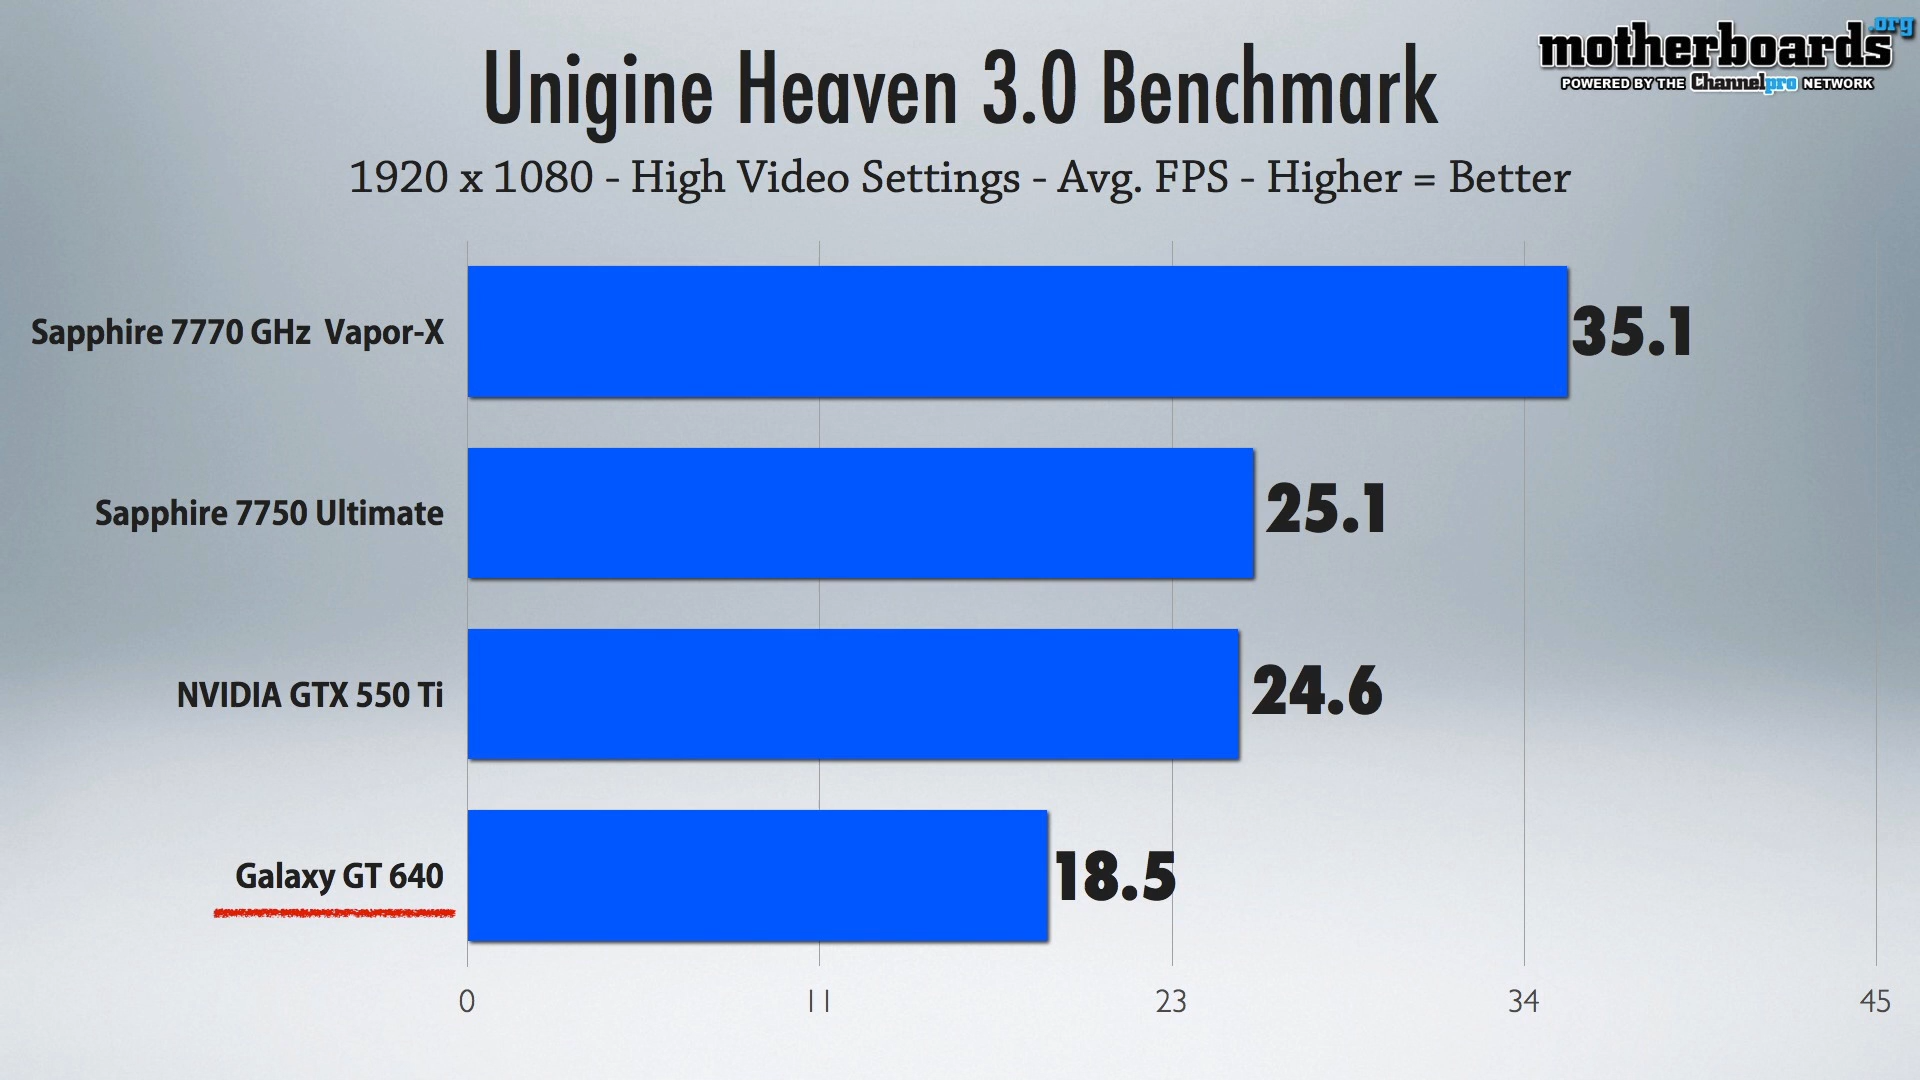 motherboards.org
POWERED BY THE Channelpro NETWORK
Unigine Heaven 3.0 Benchmark
1920 x 1080 - High Video Settings - Avg. FPS - Higher = Better
Sapphire 7770 GHz Vapor-X 35.1
Sapphire 7750 Ultimate 25.1
NVIDIA GTX 550 Ti 24.6
Galaxy GT 640 18.5
0 11 23 34 45